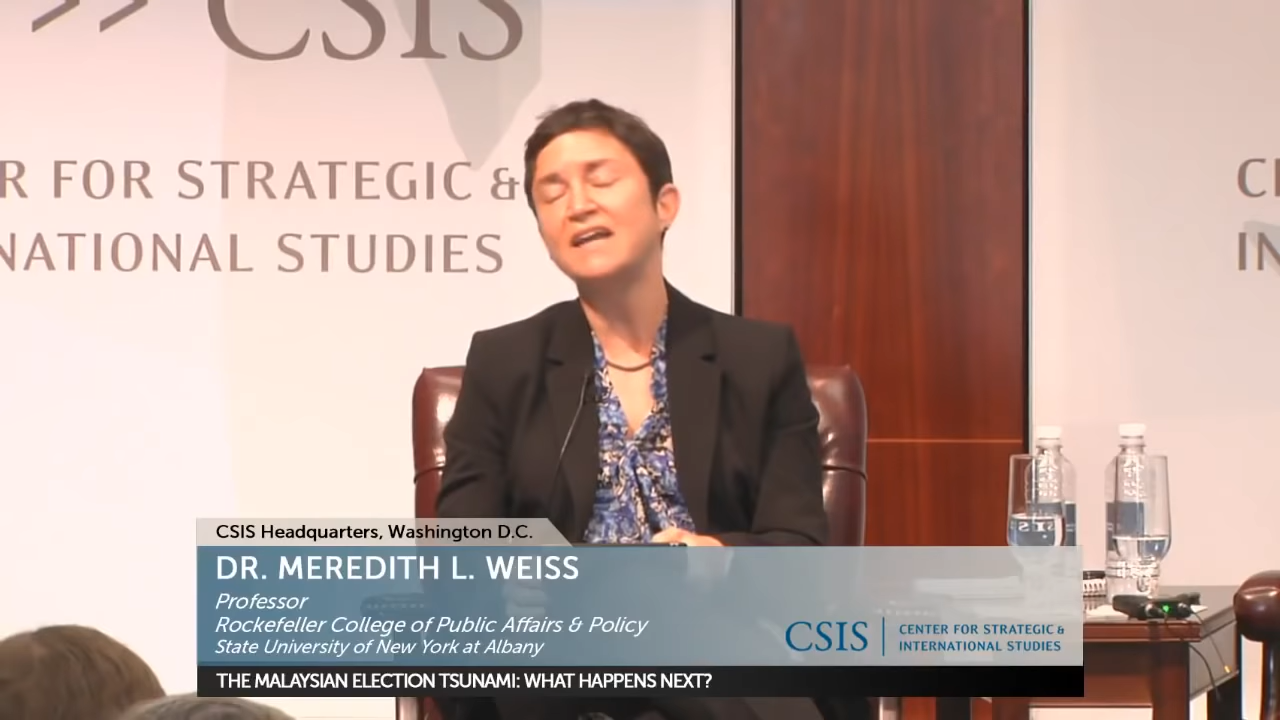 CSIS
R FOR STRATEGIC &
NATIONAL STUDIES
CSIS Headquarters, Washington D.C.
DR. MEREDITH L. WEISS
Professor
Rockefeller College of Public Affairs & Policy
State University of New York at Albany
CSIS
CENTER FOR STRATEGIC &
INTERNATIONAL STUDIES
THE MALAYSIAN ELECTION TSUNAMI: WHAT HAPPENS NEXT?